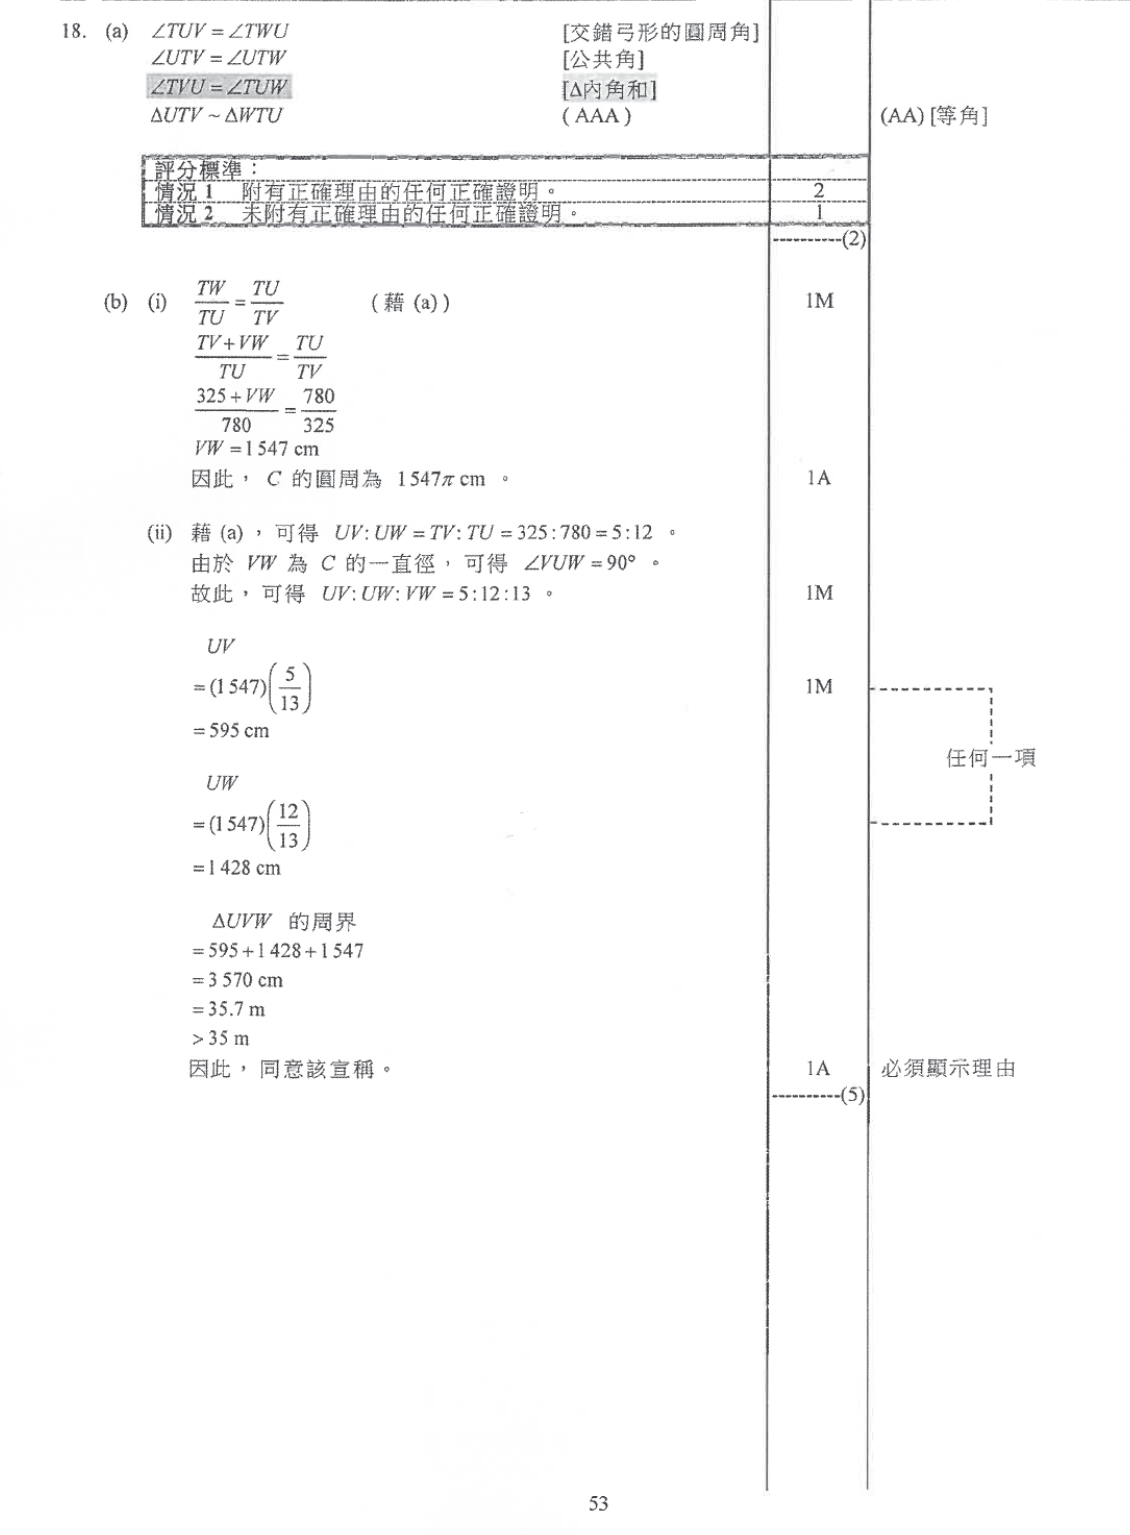 18. (a) ∠TUV = ∠TWU [交錯弓形的圓周角]
∠UTV = ∠UTW [公共角]
∠TVU = ∠TUW [Δ內角和]
ΔUTV ~ ΔWTU ( AAA ) (AA) [等角]
評分標準：
情況 1 附有正確理由的任何正確證明。 2
情況 2 未附有正確理由的任何正確證明。 1
----------(2)
(b) (i) TW/TU = TU/TV ( 藉 (a) ) 1M
(TV + VW)/TU = TU/TV
(325 + VW)/780 = 780/325
VW = 1 547 cm
因此， C 的圓周為 1 547π cm 。 1A
(ii) 藉 (a) ， 可得 UV : UW = TV : TU = 325 : 780 = 5 : 12 。
由於 VW 為 C 的一直徑， 可得 ∠VUW = 90° 。
故此， 可得 UV : UW : VW = 5 : 12 : 13 。 1M
UV
= (1 547)(5/13) 1M
= 595 cm
任何一項
UW
= (1 547)(12/13)
= 1 428 cm
ΔUVW 的周界
= 595 + 1 428 + 1 547
= 3 570 cm
= 35.7 m
> 35 m
因此， 同意該宣稱。 1A 必須顯示理由
----------(5)
53